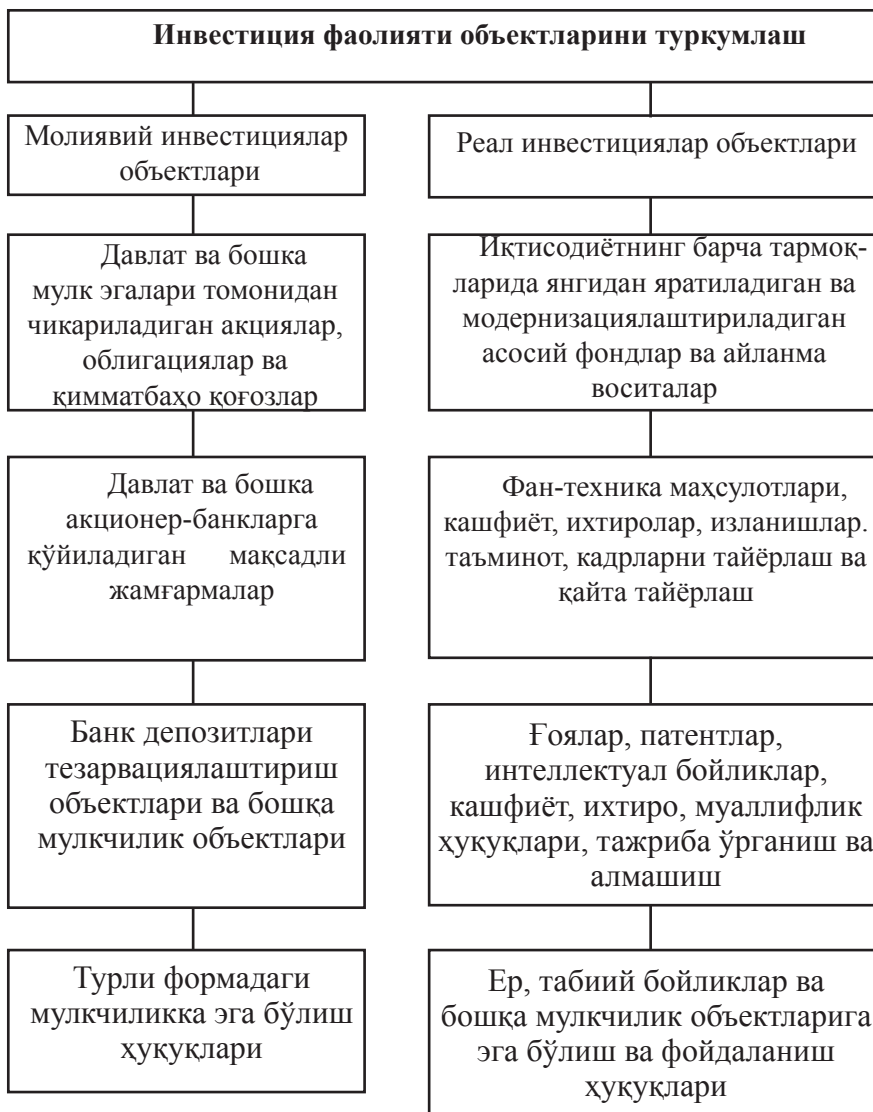 Инвестиция фаолияти объектларини туркумлаш
Молиявий инвестициялар
объектлари
Давлат ва бошка
мулк эгалари томонидан
чикариладиган акциялар,
облигациялар ва
қимматбаҳо қоғозлар
Давлат ва бошка
акционер-банкларга
қўйиладиган мақсадли
жамғармалар
Банк депозитлари
тезарвациялаштириш
объектлари ва бошқа
мулкчилик объектлари
Турли формадаги
мулкчиликка эга бўлиш
ҳуқуқлари
Реал инвестициялар объектлари
Иқтисодиётнинг барча тармоқ-
ларида янгидан яратиладиган ва
модернизациялаштириладиган
асосий фондлар ва айланма
воситалар
Фан-техника маҳсулотлари,
кашфиёт, ихтиролар, изланишлар.
таъминот, кадрларни тайёрлаш ва
қайта тайёрлаш
Ғоялар, патентлар,
интеллектуал бойликлар,
кашфиёт, ихтиро, муаллифлик
ҳуқуқлари, тажриба ўрганиш ва
алмашиш
Ер, табиий бойликлар ва
бошқа мулкчилик объектларига
эга бўлиш ва фойдаланиш
ҳуқуқлари